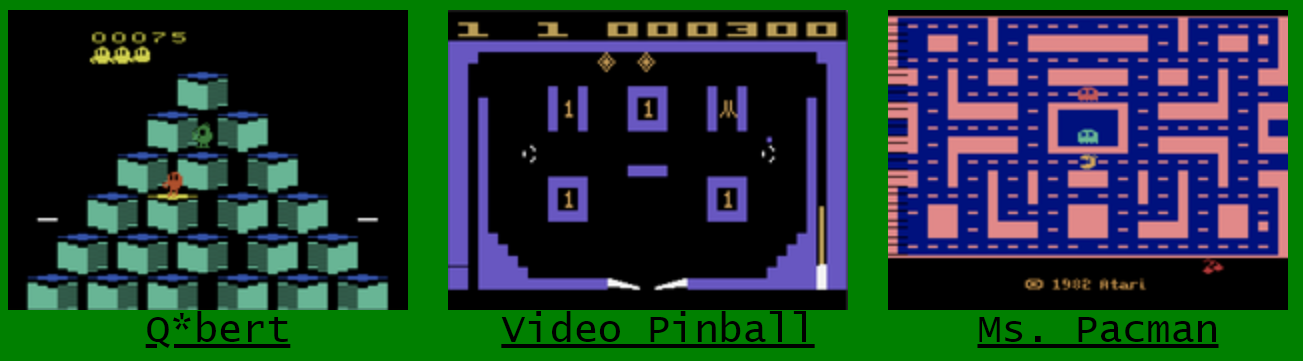 00075
1 1 000300
1 1
1 1
© 1982 Atari
Q*bert Video Pinball Ms. Pacman